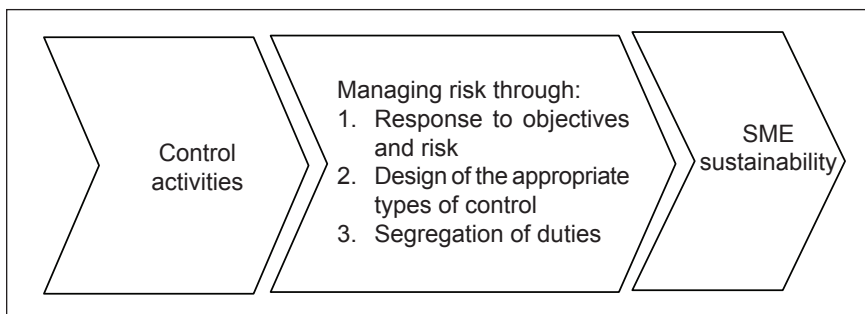 Control
activities
Managing risk through:
1. Response to objectives
and risk
2. Design of the appropriate
types of control
3. Segregation of duties
SME
sustainability